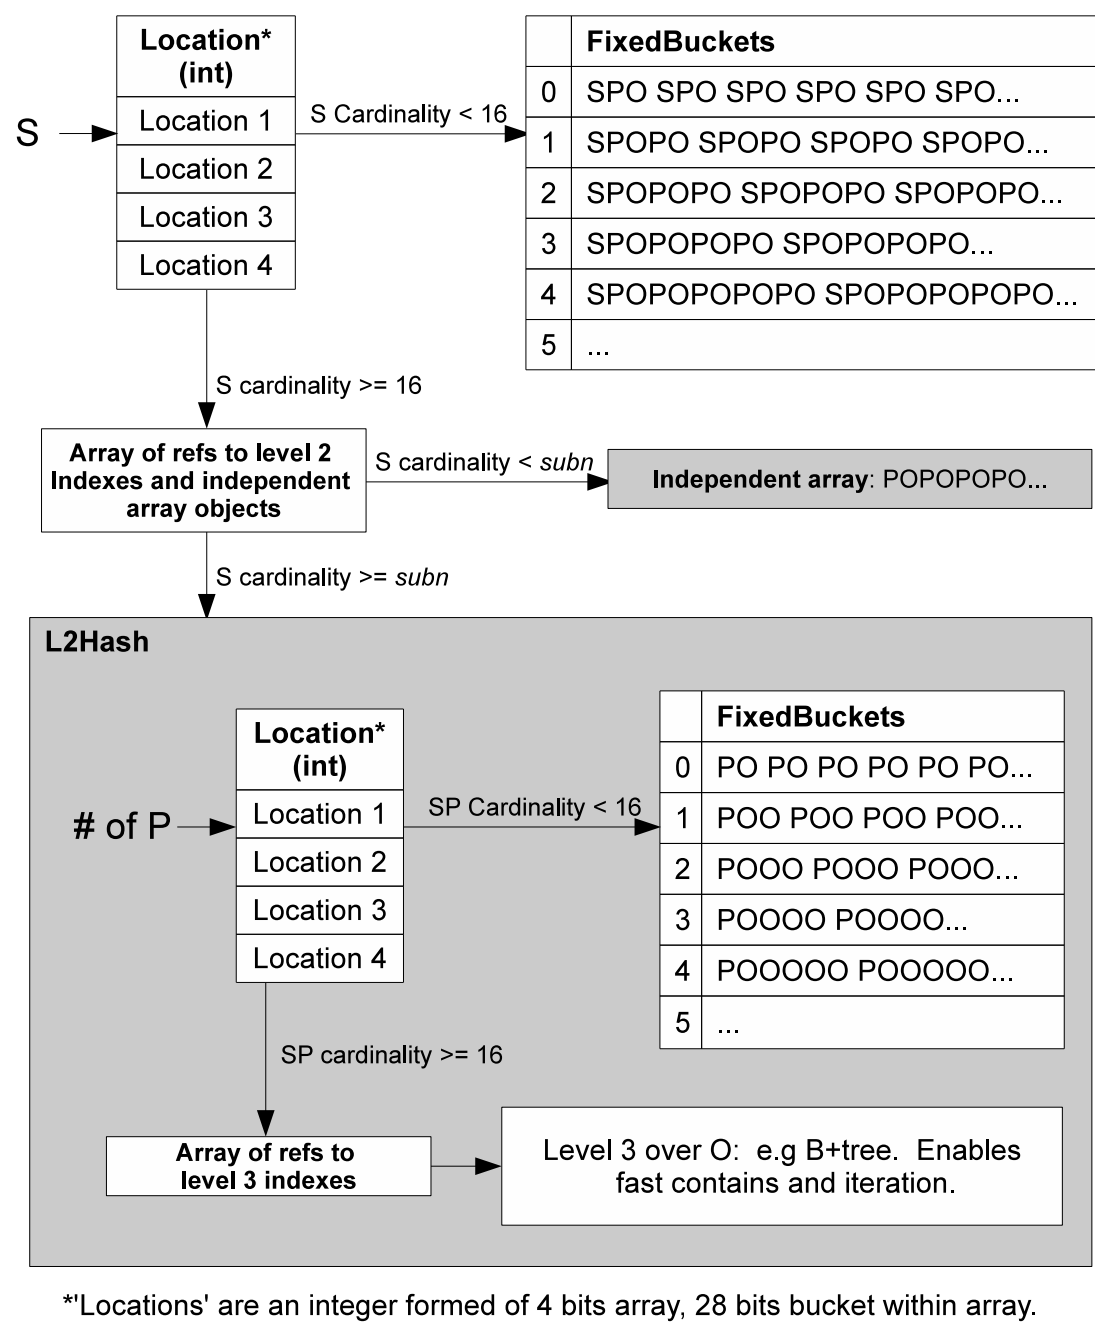 Location*
(int)
Location 1
Location 2
Location 3
Location 4
S
S Cardinality < 16
FixedBuckets
0 SPO SPO SPO SPO SPO SPO...
1 SPOPO SPOPO SPOPO SPOPO...
2 SPOPOPO SPOPOPO SPOPOPO...
3 SPOPOPOPO SPOPOPOPO...
4 SPOPOPOPOPO SPOPOPOPOPO...
5 ...
S cardinality >= 16
Array of refs to level 2
Indexes and independent
array objects
S cardinality < subn
Independent array: POPOPOPO...
S cardinality >= subn
L2Hash
# of P
Location*
(int)
Location 1
Location 2
Location 3
Location 4
SP Cardinality < 16
FixedBuckets
0 PO PO PO PO PO PO...
1 POO POO POO POO...
2 POOO POOO POOO...
3 POOOO POOOO...
4 POOOOO POOOOO...
5 ...
SP cardinality >= 16
Array of refs to
level 3 indexes
Level 3 over O: e.g B+tree. Enables
fast contains and iteration.
*'Locations' are an integer formed of 4 bits array, 28 bits bucket within array.